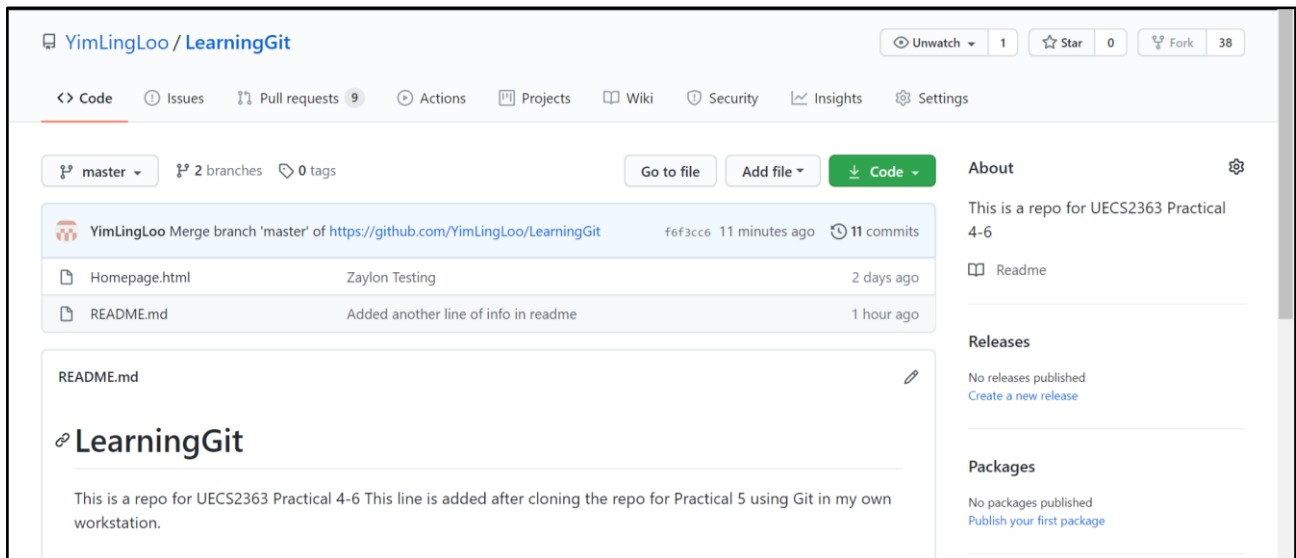 YimLingLoo / LearningGit
Unwatch 1 Star 0 Fork 38
Code Issues Pull requests 9 Actions Projects Wiki Security Insights Settings
master 2 branches 0 tags Go to file Add file Code
YimLingLoo Merge branch 'master' of https://github.com/YimLingLoo/LearningGit f6f3cc6 11 minutes ago 11 commits
Homepage.html Zaylon Testing 2 days ago
README.md Added another line of info in readme 1 hour ago
README.md
LearningGit
This is a repo for UECS2363 Practical 4-6 This line is added after cloning the repo for Practical 5 using Git in my own
workstation.
About
This is a repo for UECS2363 Practical
4-6
Readme
Releases
No releases published
Create a new release
Packages
No packages published
Publish your first package